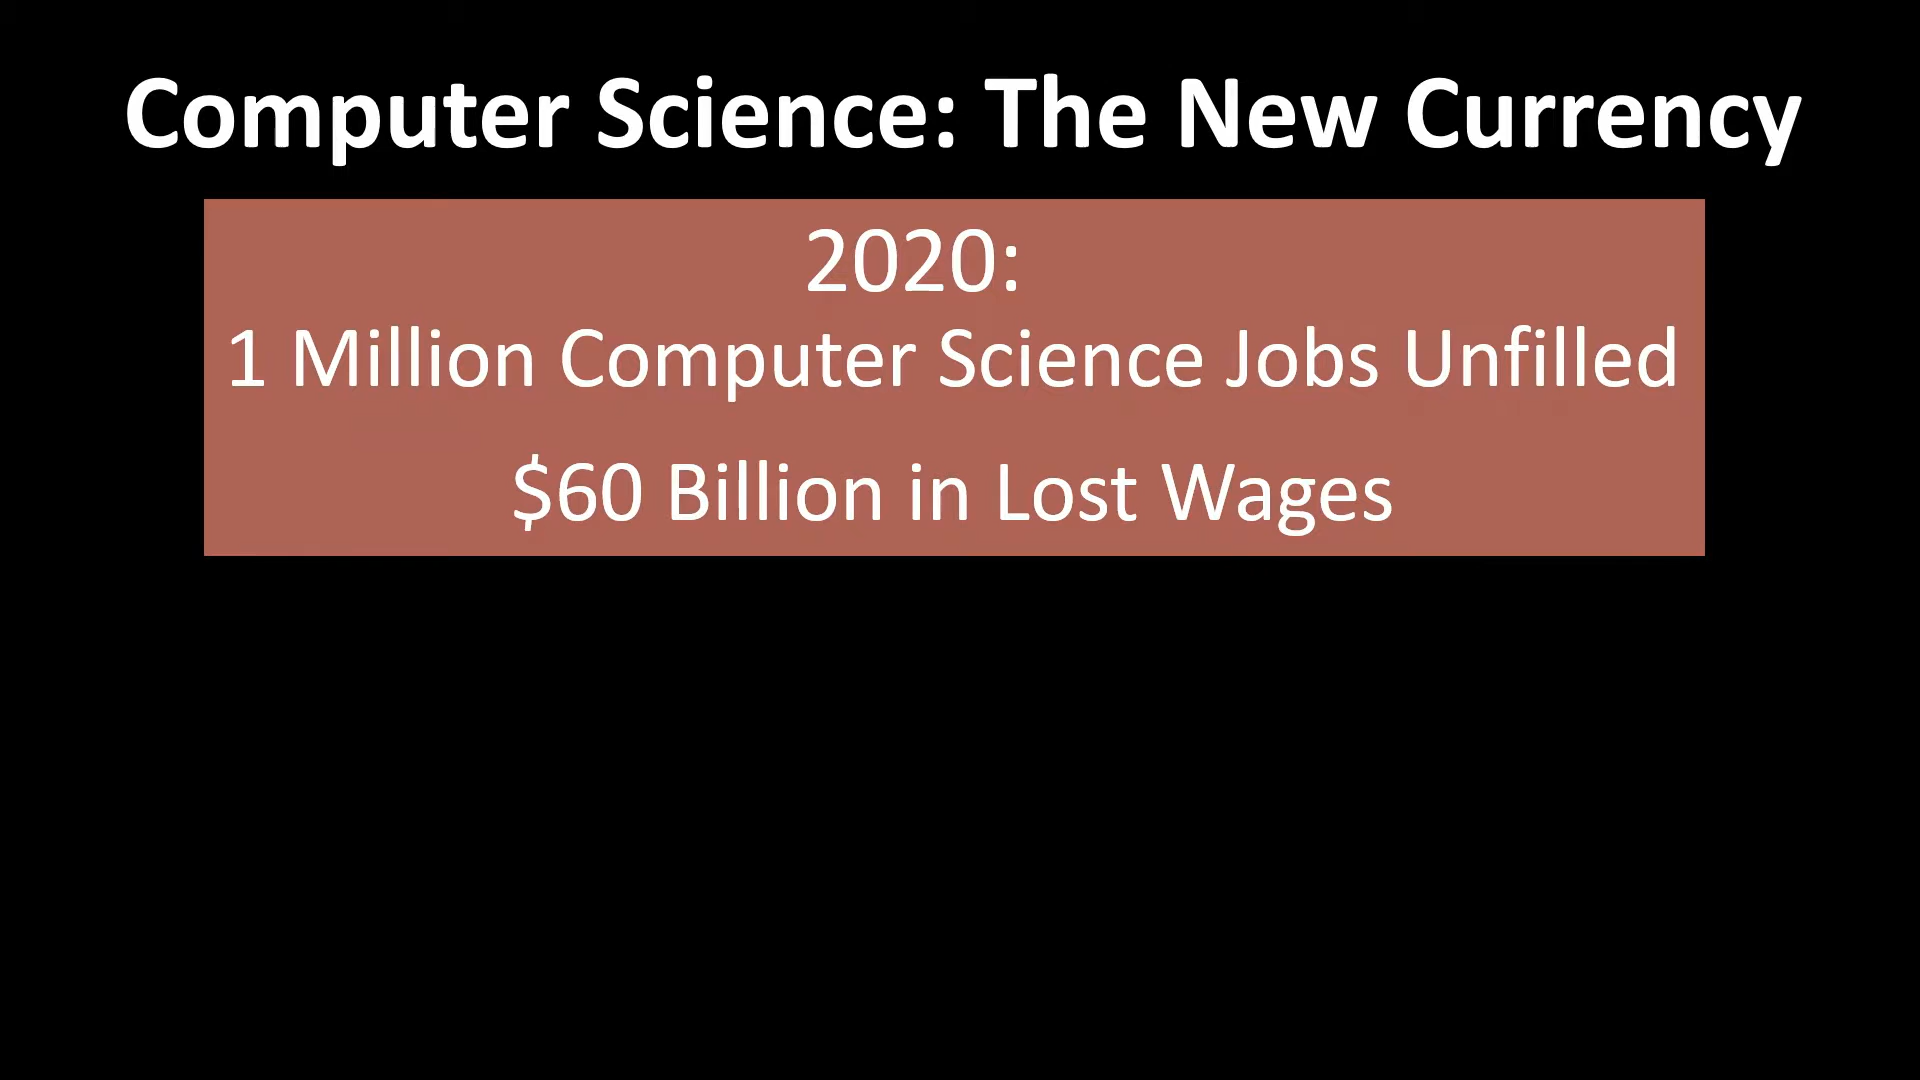 Computer Science: The New Currency
2020:
1 Million Computer Science Jobs Unfilled
$60 Billion in Lost Wages